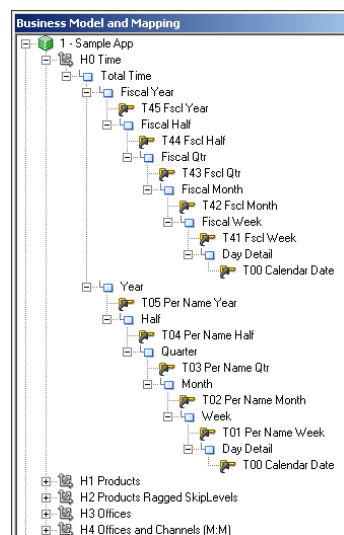 Business Model and Mapping
1 - Sample App
H0 Time
Total Time
Fiscal Year
T45 Fscl Year
Fiscal Half
T44 Fscl Half
Fiscal Qtr
T43 Fscl Qtr
Fiscal Month
T42 Fscl Month
Fiscal Week
T41 Fscl Week
Day Detail
T00 Calendar Date
Year
T05 Per Name Year
Half
T04 Per Name Half
Quarter
T03 Per Name Qtr
Month
T02 Per Name Month
Week
T01 Per Name Week
Day Detail
T00 Calendar Date
H1 Products
H2 Products Ragged SkipLevels
H3 Offices
H4 Offices and Channels (M:M)